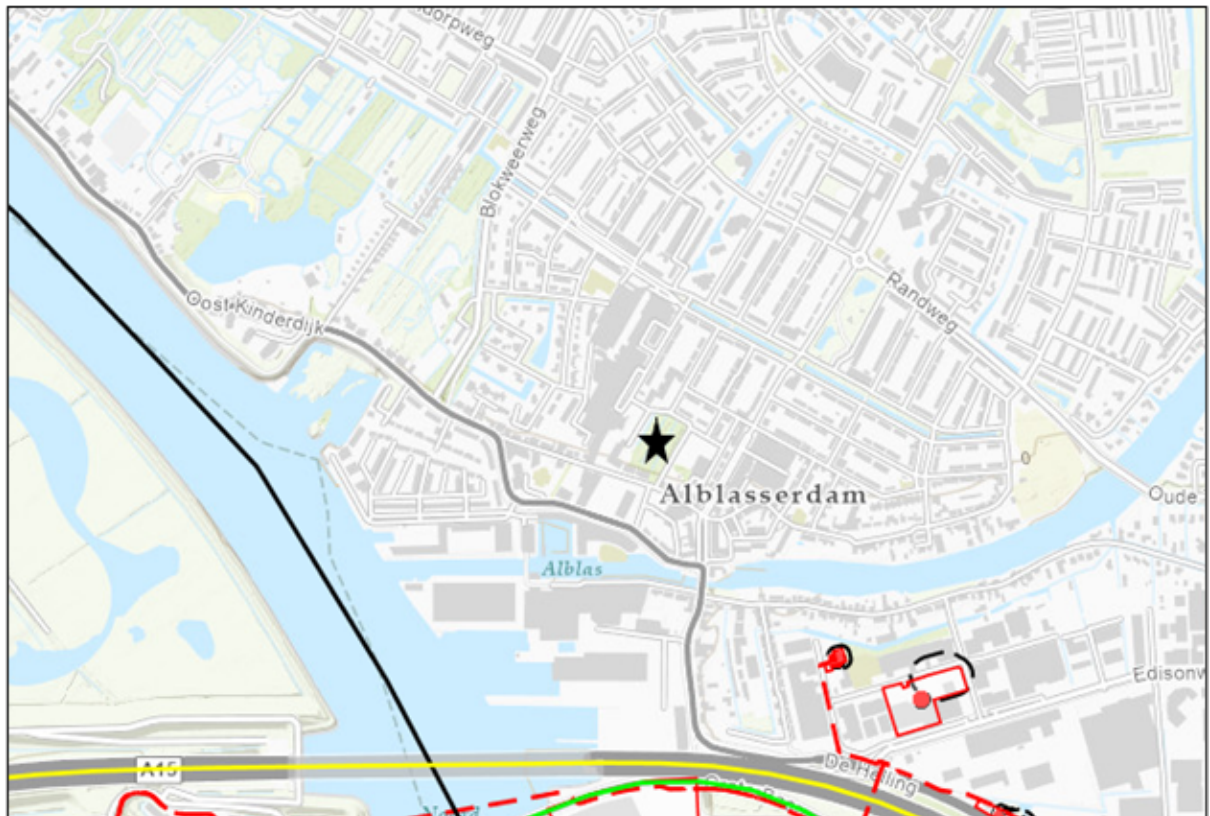 dorpweg
Blokweerweg
Oost Kinderdijk
Randweg
Alblasserdam
Oude
Alblas
Edisonw
A15
De Helling